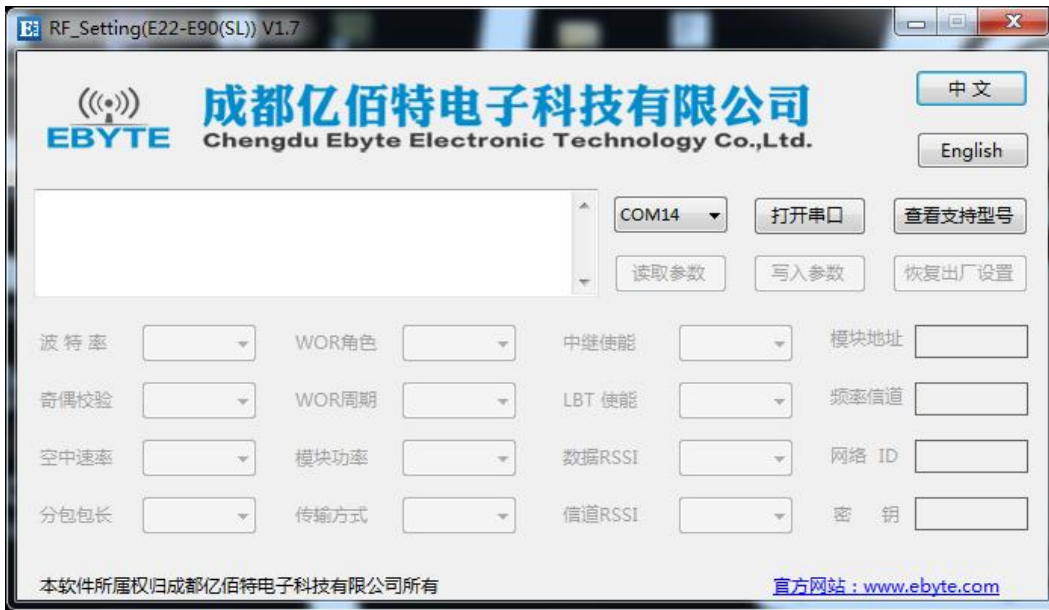 RF_Setting(E22-E90(SL)) V1.7
EBYTE
成都亿佰特电子科技有限公司
Chengdu Ebyte Electronic Technology Co.,Ltd.
中文
English
COM14 打开串口 查看支持型号
读取参数 写入参数 恢复出厂设置
波特率 WOR角色 中继使能 模块地址
奇偶校验 WOR周期 LBT 使能 频率信道
空中速率 模块功率 数据RSSI 网络 ID
分包包长 传输方式 信道RSSI 密 钥
本软件所属权归成都亿佰特电子科技有限公司所有 官方网站：www.ebyte.com